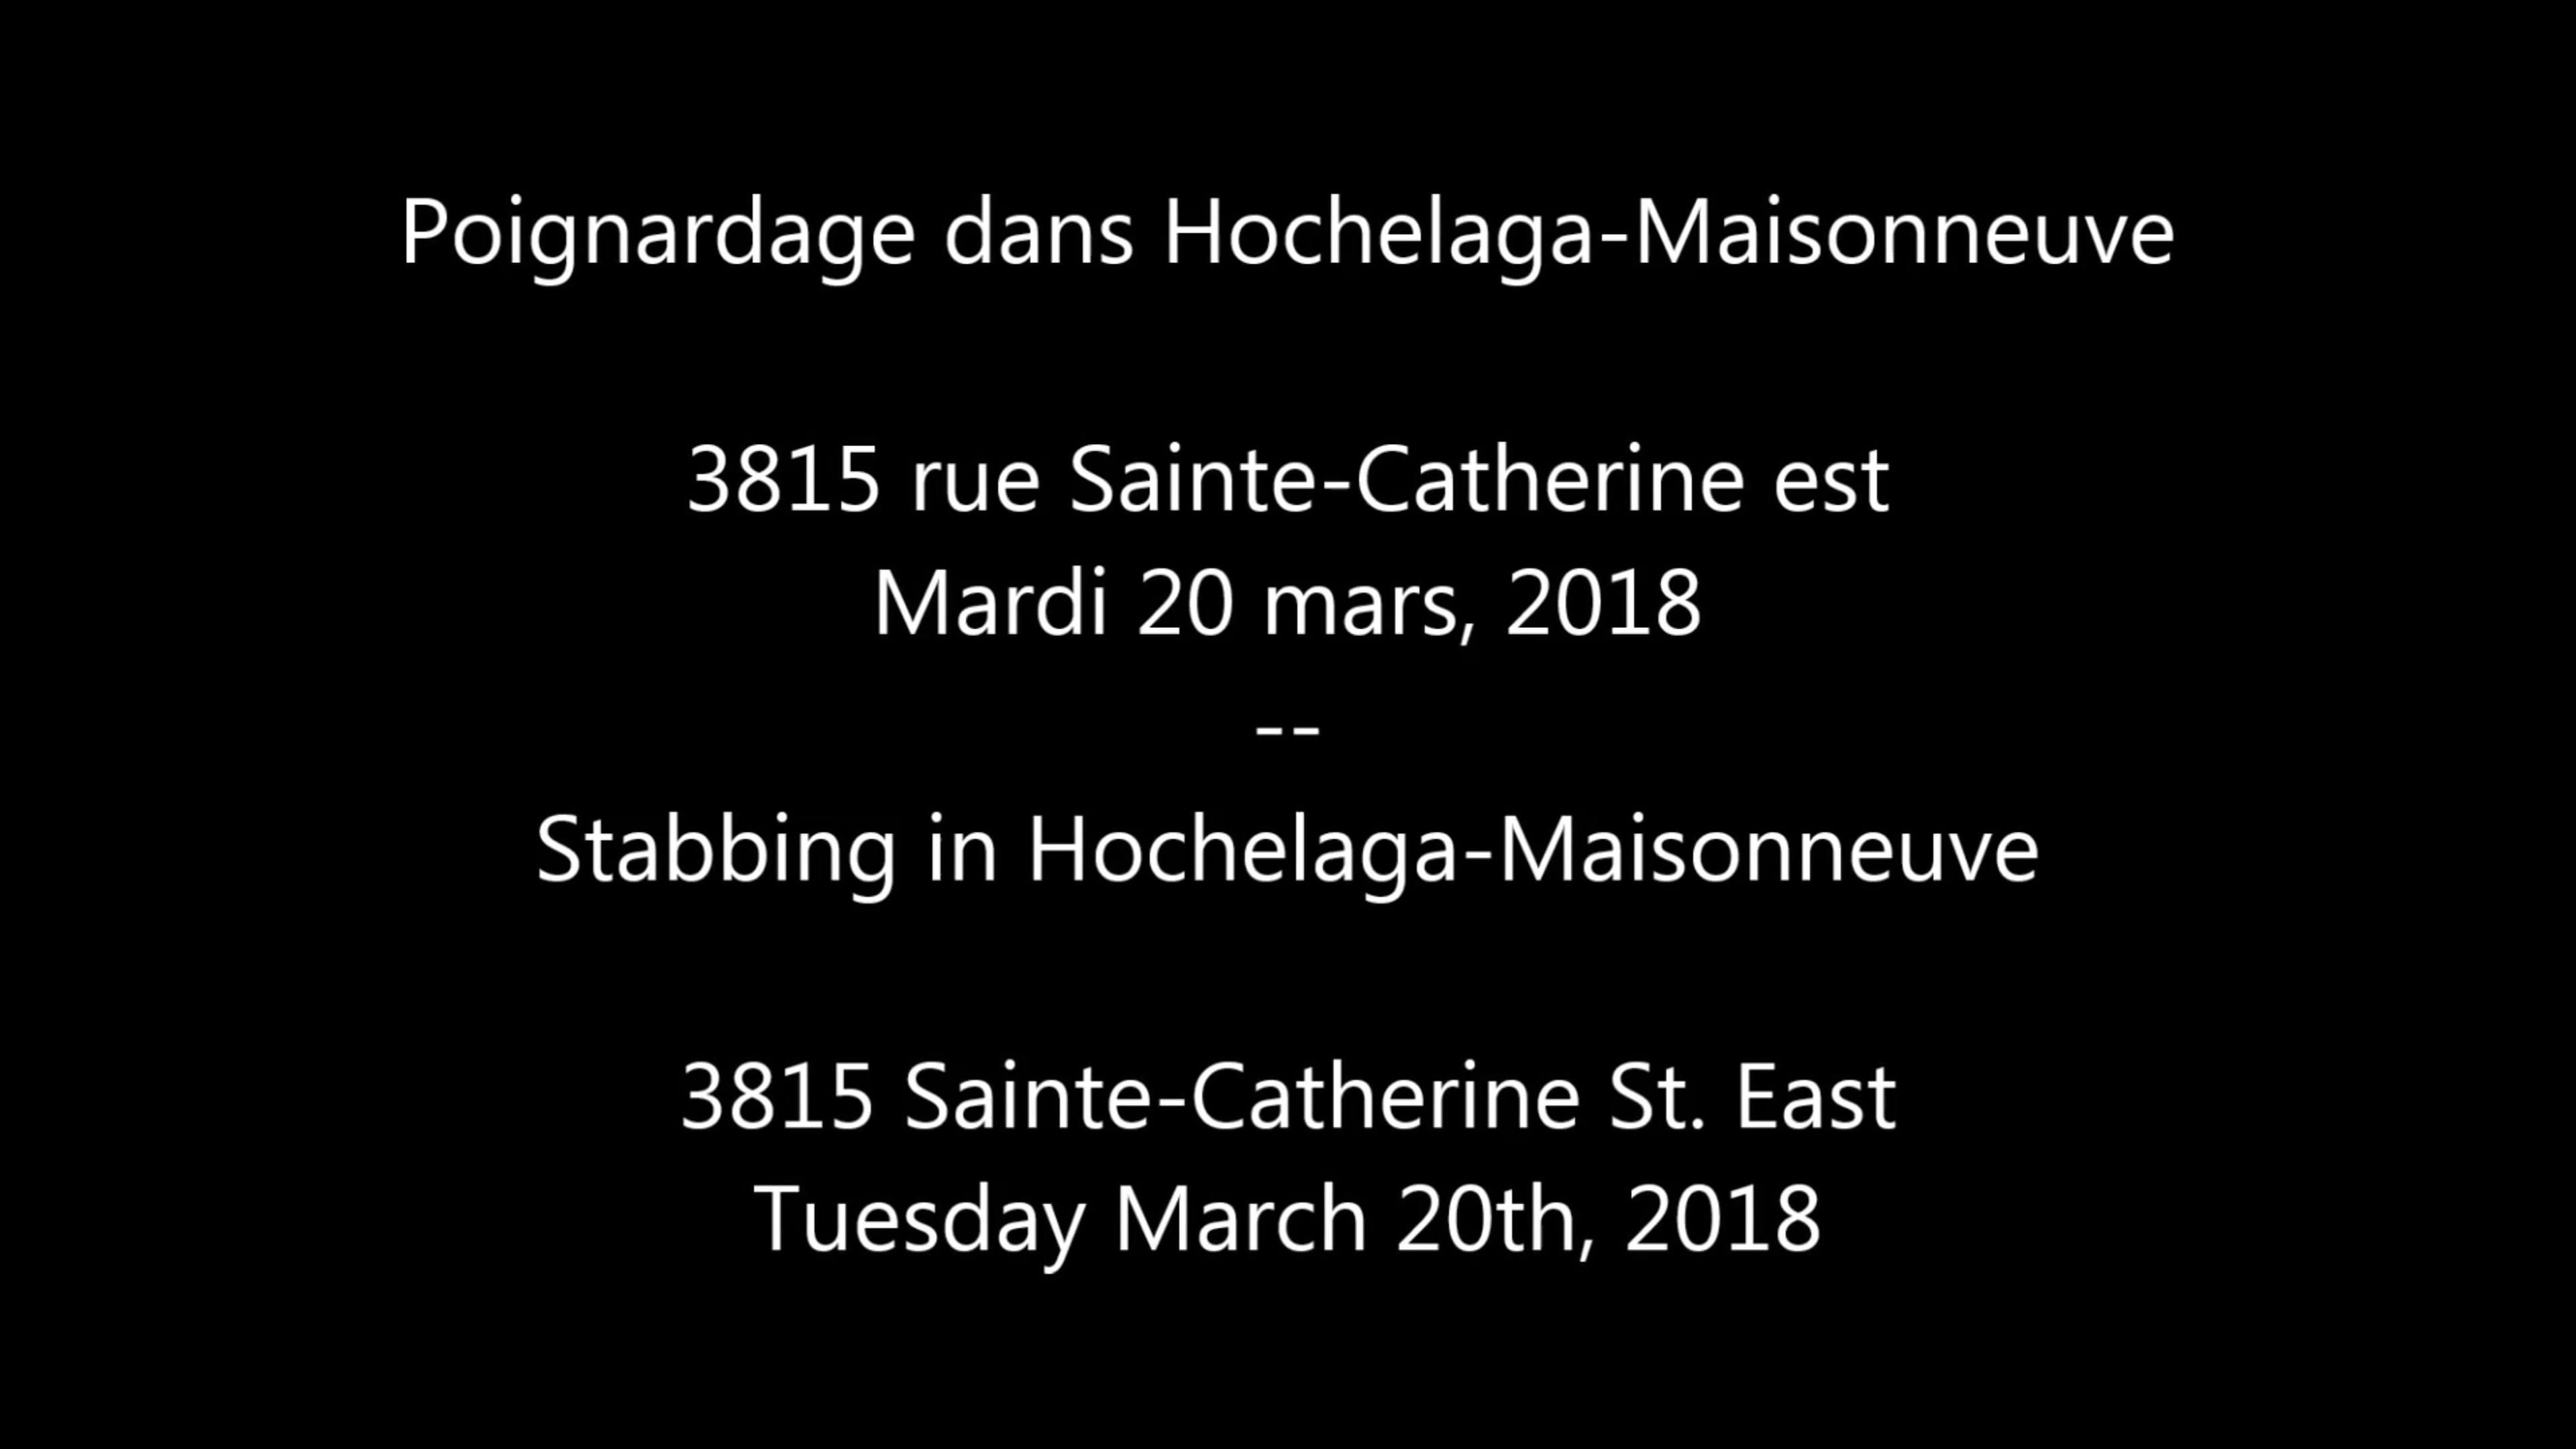 Poignardage dans Hochelaga-Maisonneuve
3815 rue Sainte-Catherine est
Mardi 20 mars, 2018
--
Stabbing in Hochelaga-Maisonneuve
3815 Sainte-Catherine St. East
Tuesday March 20th, 2018